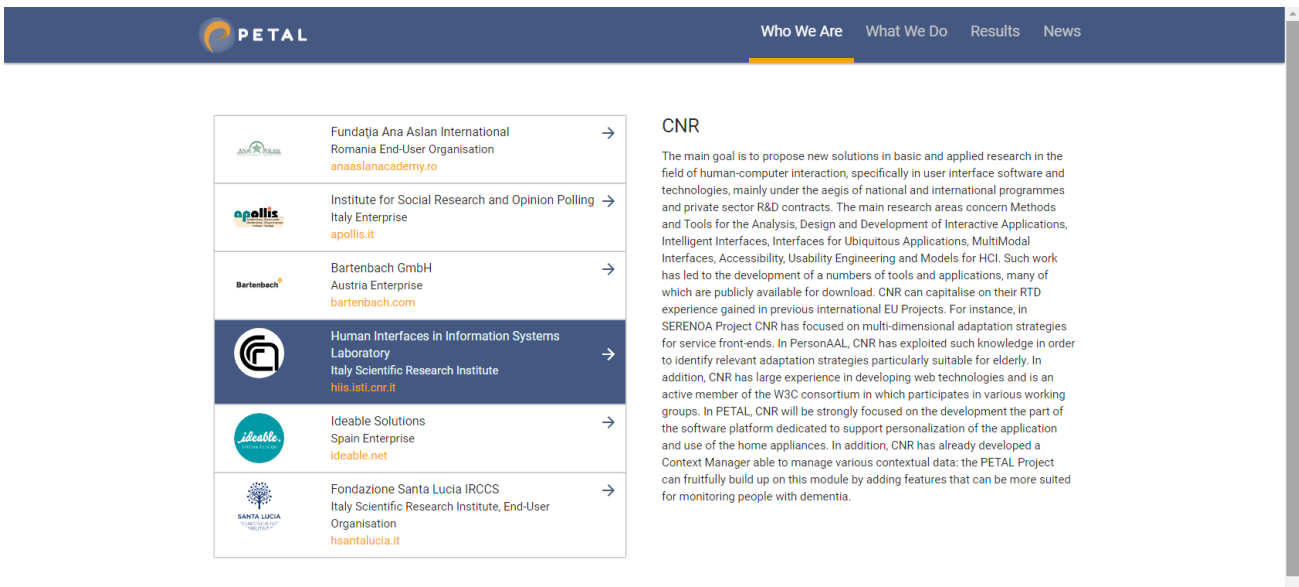 PETAL
Who We Are What We Do Results News
ANA ASLAN
Fundaţia Ana Aslan International
Romania End-User Organisation
anaaslanacademy.ro
apollis
Institute for Social Research and Opinion Polling
Italy Enterprise
apollis.it
Bartenbach
Bartenbach GmbH
Austria Enterprise
bartenbach.com
Human Interfaces in Information Systems
Laboratory
Italy Scientific Research Institute
hiis.isti.cnr.it
ideable.
Ideable Solutions
Spain Enterprise
ideable.net
SANTA LUCIA
Fondazione Santa Lucia IRCCS
Italy Scientific Research Institute, End-User
Organisation
hsantalucia.it
CNR
The main goal is to propose new solutions in basic and applied research in the
field of human-computer interaction, specifically in user interface software and
technologies, mainly under the aegis of national and international programmes
and private sector R&D contracts. The main research areas concern Methods
and Tools for the Analysis, Design and Development of Interactive Applications,
Intelligent Interfaces, Interfaces for Ubiquitous Applications, MultiModal
Interfaces, Accessibility, Usability Engineering and Models for HCI. Such work
has led to the development of a numbers of tools and applications, many of
which are publicly available for download. CNR can capitalise on their RTD
experience gained in previous international EU Projects. For instance, in
SERENOA Project CNR has focused on multi-dimensional adaptation strategies
for service front-ends. In PersonAAL, CNR has exploited such knowledge in order
to identify relevant adaptation strategies particularly suitable for elderly. In
addition, CNR has large experience in developing web technologies and is an
active member of the W3C consortium in which participates in various working
groups. In PETAL, CNR will be strongly focused on the development the part of
the software platform dedicated to support personalization of the application
and use of the home appliances. In addition, CNR has already developed a
Context Manager able to manage various contextual data: the PETAL Project
can fruitfully build up on this module by adding features that can be more suited
for monitoring people with dementia.